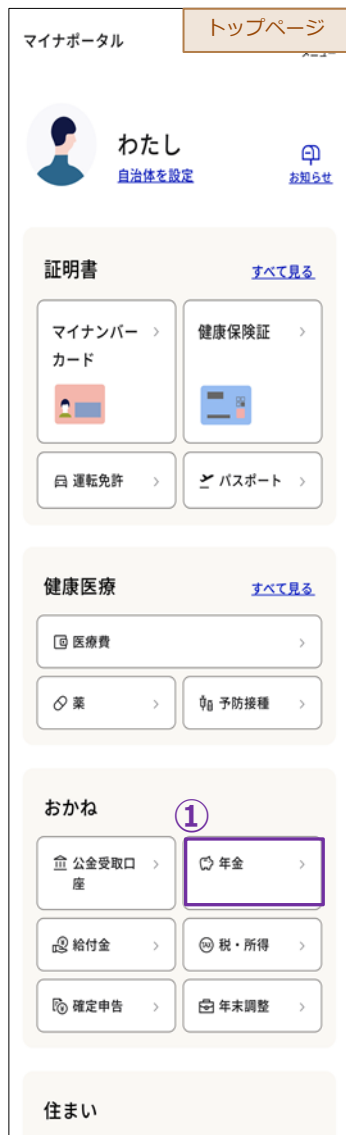 トップページ
マイナポータル
メニュー
わたし
自治体を設定
お知らせ
証明書
すべて見る
マイナンバー
カード
健康保険証
運転免許
パスポート
健康医療
すべて見る
医療費
薬
予防接種
おかね
①
公金受取口
座
年金
給付金
税・所得
確定申告
年末調整
住まい